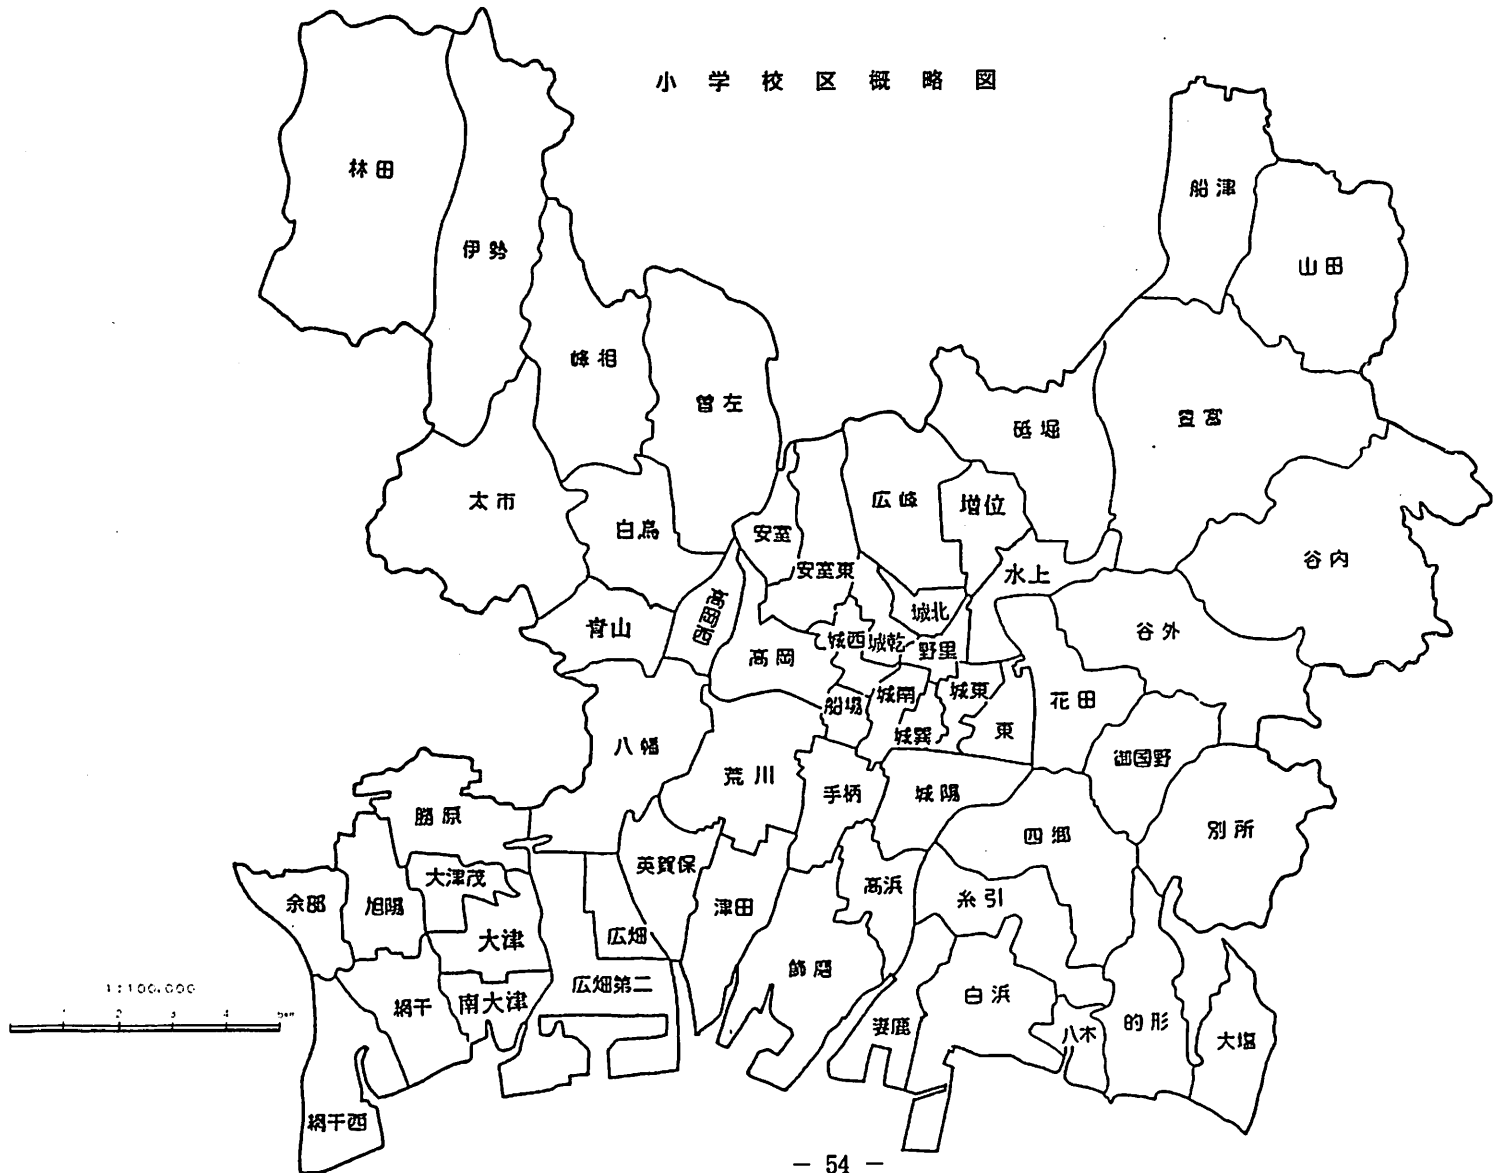 小学校区概略図
林田
船津
伊勢
山田
峰相
曽左
豊富
砥堀
太市
広峰
増位
白鳥
安室
谷内
安室東
水上
城北
青山
谷外
城西
城乾
野里
高岡
城東
城南
花田
船場
東
城巽
八幡
御国野
荒川
手柄
城陽
勝原
四郷
別所
英賀保
大津茂
高浜
余部
旭陽
糸引
津田
広畑
大津
飾磨
広畑第二
1:100,000
白浜
網干
南大津
1
2
3
4
5km
的形
妻鹿
八木
大塩
網干西
- 54 -